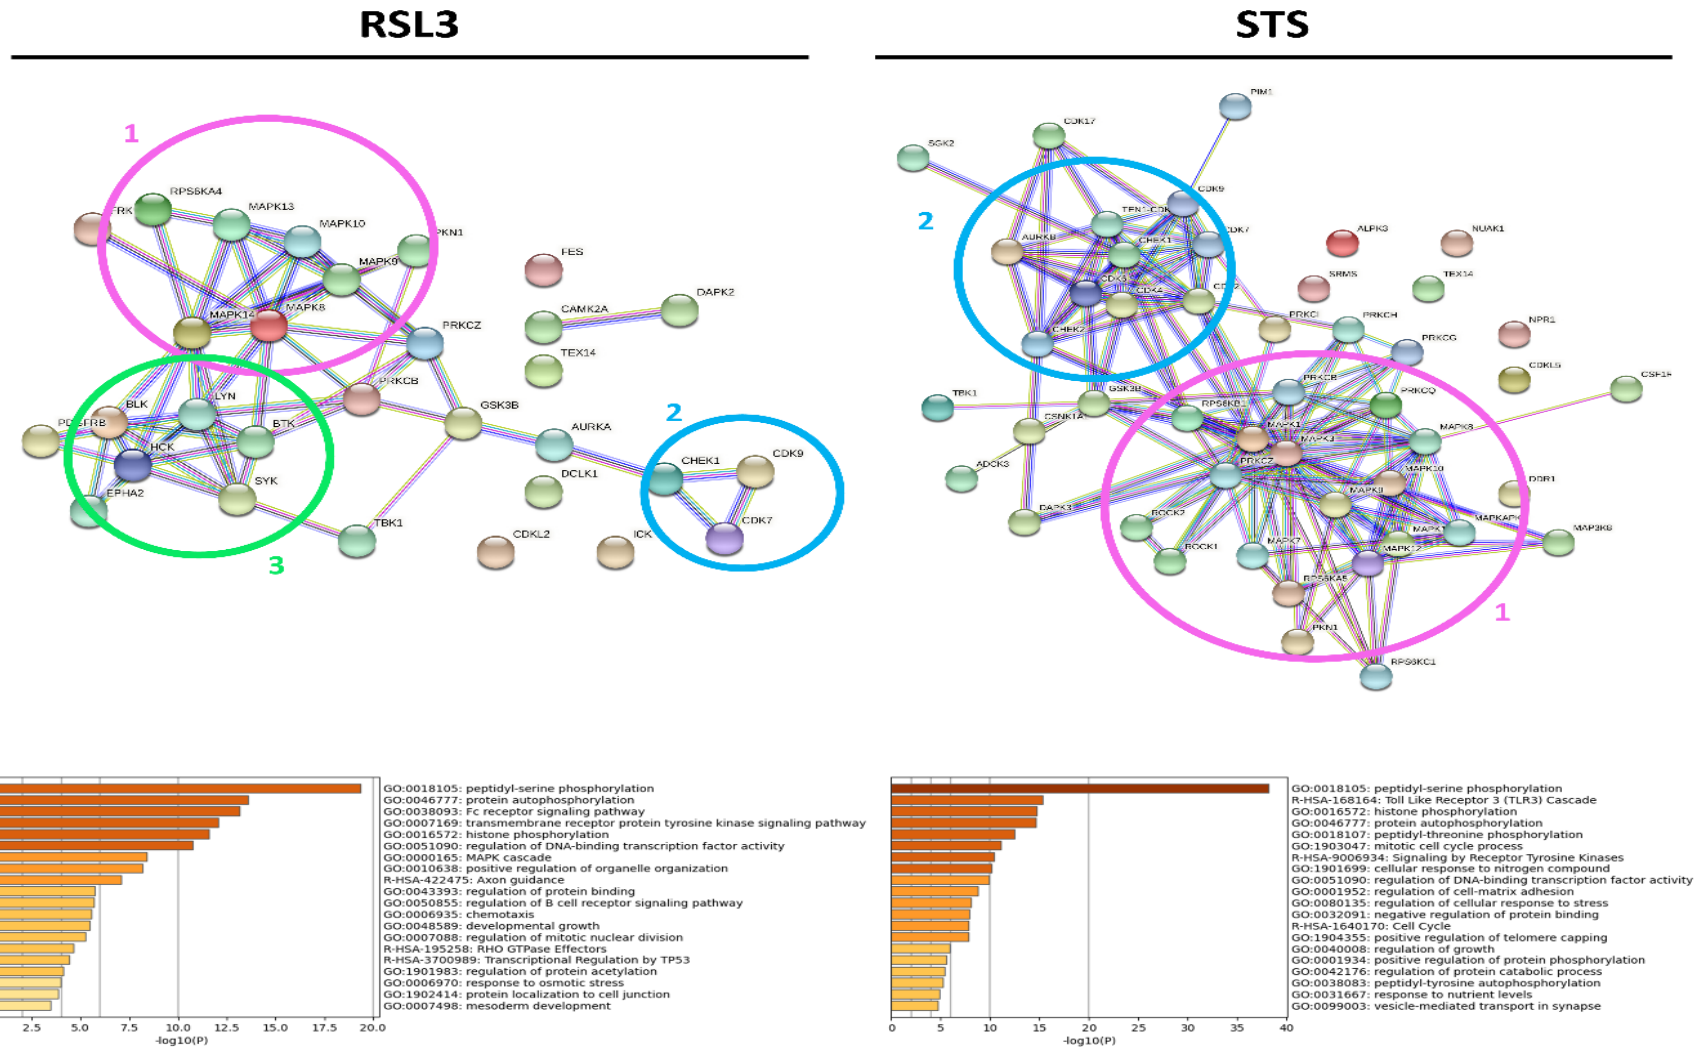 RSL3
STS
1
RPS6KA4
FRK
MAPK13
MAPK10
PKN1
MAPK9
MAPK14
MAPK8
PRKCZ
FES
CAMK2A
DAPK2
TEX14
PRKCB
GSK3B
BLK
LYN
BTK
PDGFRB
HCK
SYK
EPHA2
TBK1
3
AURKA
DCLK1
CDKL2
ICK
2
CHEK1
CDK9
CDK7
PIM1
CDK17
SGK2
2
CDK9
TEN1-CDK
AURKB
CHEK1
CDK7
CDK4
CHEK2
ALPK3
NUAK1
SRMS
TEX14
NPR1
CDKL5
CSF1R
PRKCI
PRKCH
PRKCG
TBK1
GSK3B
CSNK1A
ADCK3
DAPK3
RPS6KB1
PRKCB
PRKCQ
MAPK1
MAPK3
MAPK8
PRKCZ
MAPK10
MAPK9
DDR1
ROCK2
ROCK1
MAPK7
MAPKAPK
MAPK12
MAP3K8
RPS6KA5
PKN1
RPS6KC1
1
GO:0018105: peptidyl-serine phosphorylation
GO:0046777: protein autophosphorylation
GO:0038093: Fc receptor signaling pathway
GO:0007169: transmembrane receptor protein tyrosine kinase signaling pathway
GO:0016572: histone phosphorylation
GO:0051090: regulation of DNA-binding transcription factor activity
GO:0000165: MAPK cascade
GO:0010638: positive regulation of organelle organization
R-HSA-422475: Axon guidance
GO:0043393: regulation of protein binding
GO:0050855: regulation of B cell receptor signaling pathway
GO:0006935: chemotaxis
GO:0048589: developmental growth
GO:0007088: regulation of mitotic nuclear division
R-HSA-195258: RHO GTPase Effectors
R-HSA-3700989: Transcriptional Regulation by TP53
GO:1901983: regulation of protein acetylation
GO:0006970: response to osmotic stress
GO:1902414: protein localization to cell junction
GO:0007498: mesoderm development
2.5 5.0 7.5 10.0 12.5 15.0 17.5 20.0
-log10(P)
GO:0018105: peptidyl-serine phosphorylation
R-HSA-168164: Toll Like Receptor 3 (TLR3) Cascade
GO:0016572: histone phosphorylation
GO:0046777: protein autophosphorylation
GO:0018107: peptidyl-threonine phosphorylation
GO:1903047: mitotic cell cycle process
R-HSA-9006934: Signaling by Receptor Tyrosine Kinases
GO:1901699: cellular response to nitrogen compound
GO:0051090: regulation of DNA-binding transcription factor activity
GO:0001952: regulation of cell-matrix adhesion
GO:0080135: regulation of cellular response to stress
GO:0032091: negative regulation of protein binding
R-HSA-1640170: Cell Cycle
GO:1904355: positive regulation of telomere capping
GO:0040008: regulation of growth
GO:0001934: positive regulation of protein phosphorylation
GO:0042176: regulation of protein catabolic process
GO:0038083: peptidyl-tyrosine autophosphorylation
GO:0031667: response to nutrient levels
GO:0099003: vesicle-mediated transport in synapse
0 5 10 15 20 25 30 35 40
-log10(P)